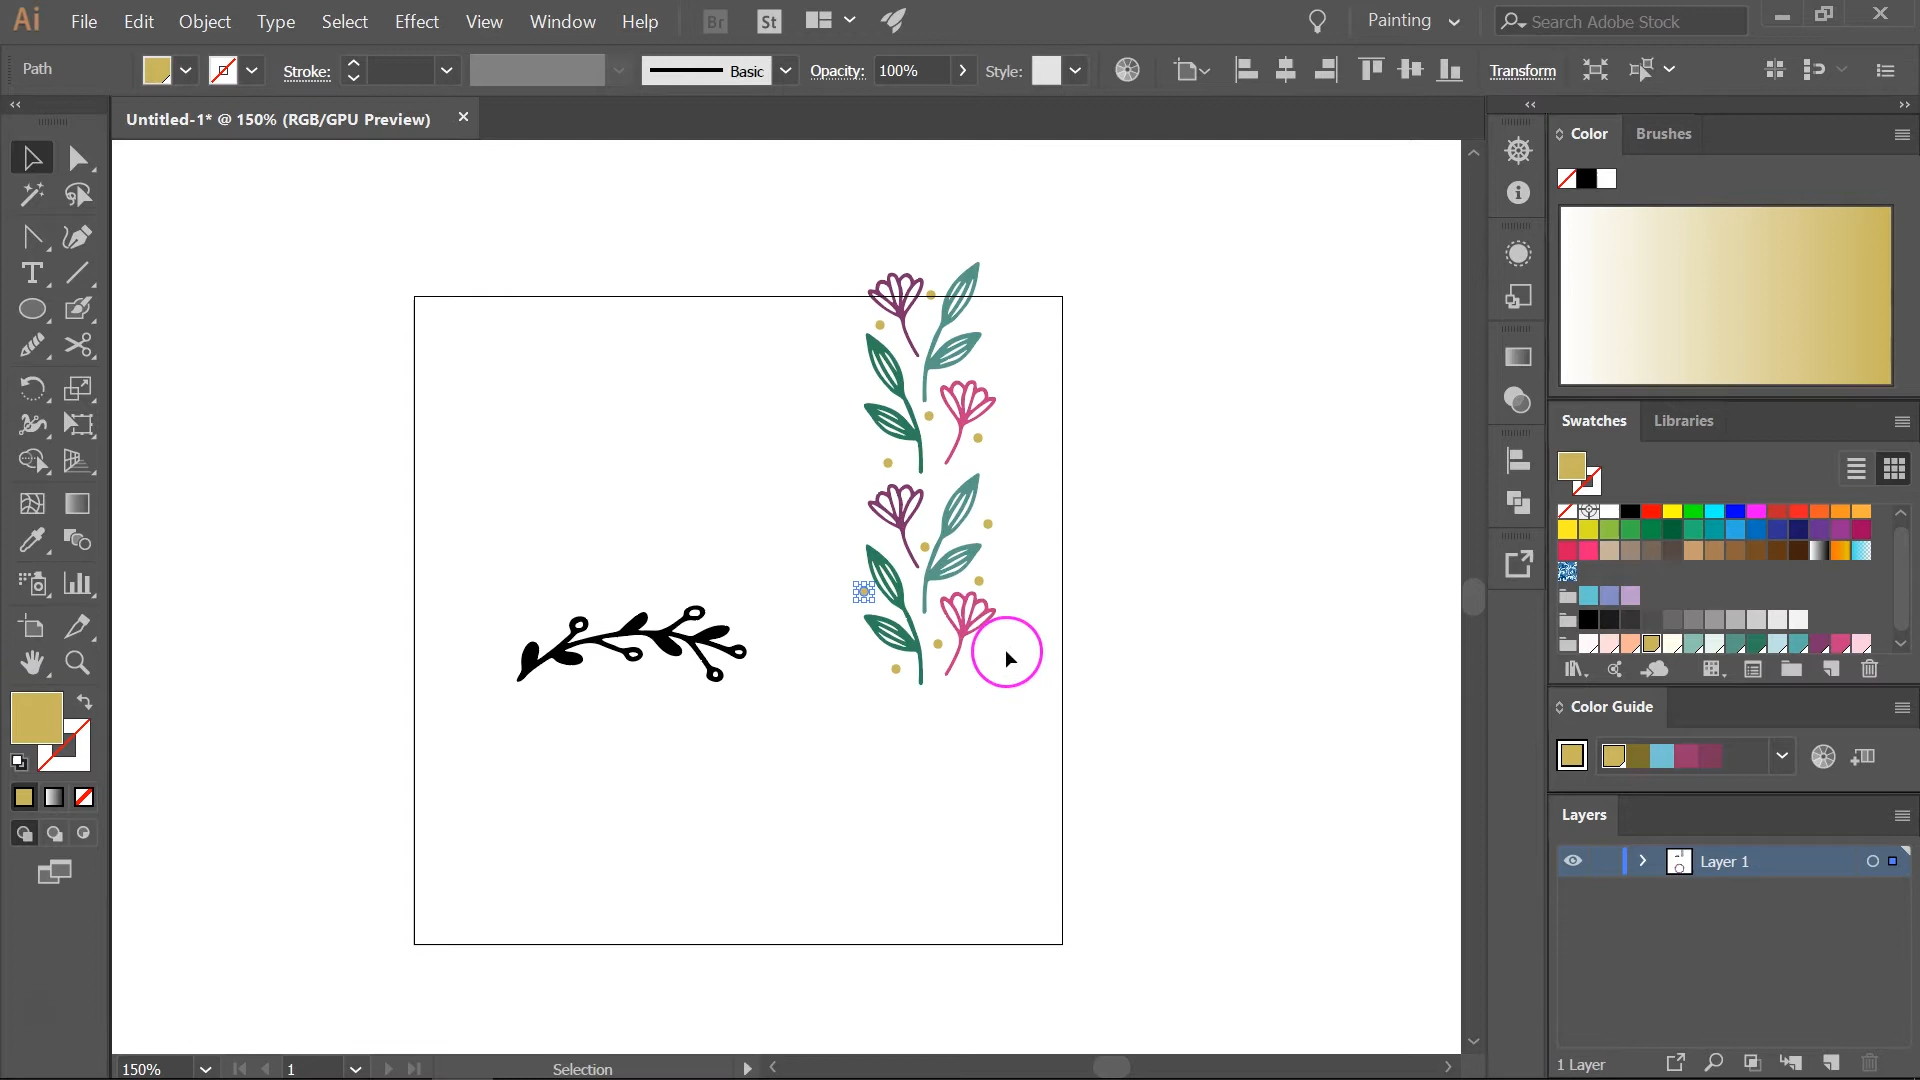 Ai File Edit Object Type Select Effect View Window Help Br St Painting Search Adobe Stock
Path Stroke: Basic Opacity: 100% Style: Transform
Untitled-1* @ 150% (RGB/GPU Preview)
Color Brushes
Swatches Libraries
Color Guide
Layers
Layer 1
1 Layer
150% 1 Selection